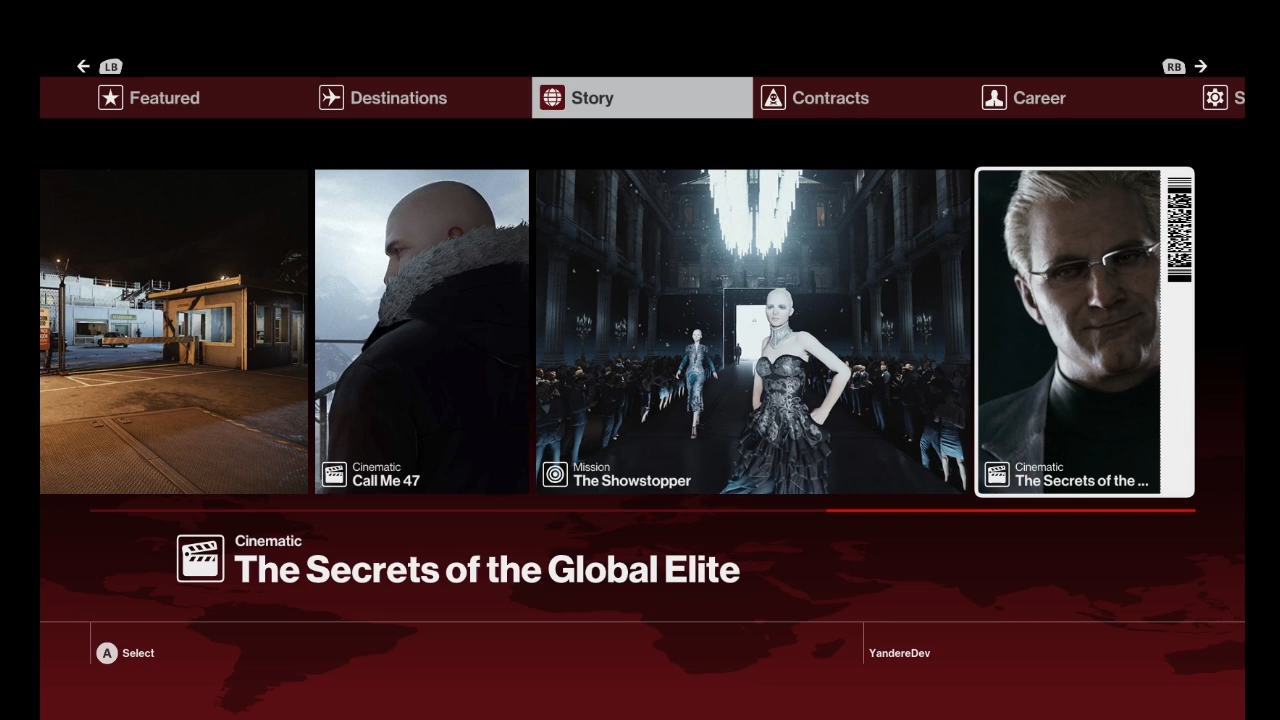 LB
RB
Featured
Destinations
Story
Contracts
Career
S
Cinematic
Call Me 47
Mission
The Showstopper
Cinematic
The Secrets of the ...
Cinematic
The Secrets of the Global Elite
A Select
YandereDev